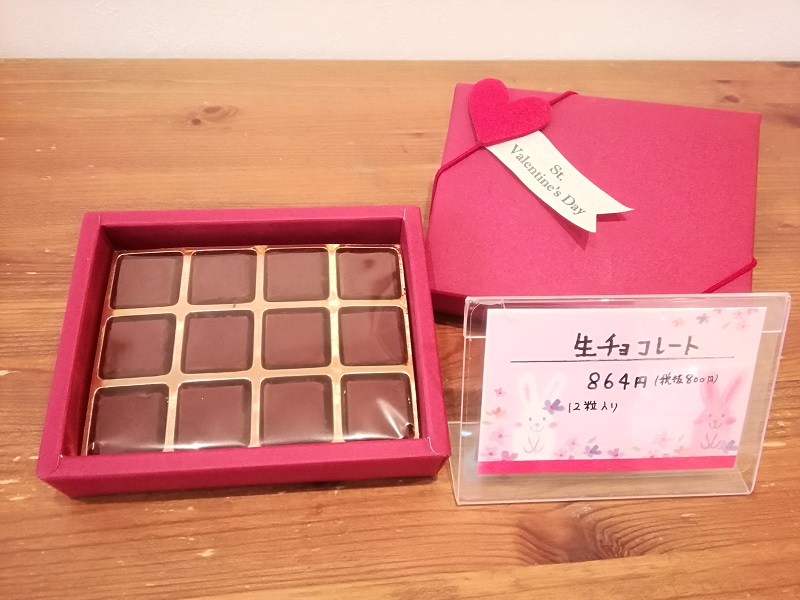 St.
Valentine's Day
生チョコレート
864円 (税抜800円)
12粒入り